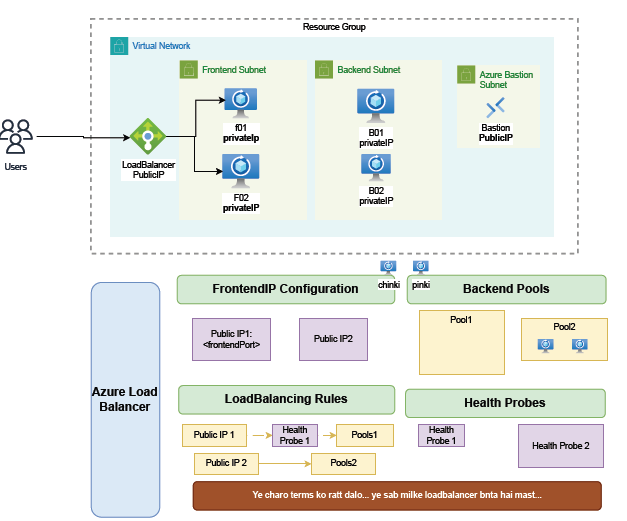 Resource Group
Virtual Network
Frontend Subnet
Backend Subnet
Azure Bastion
Subnet
f01
privateIp
B01
privateIP
Bastion
PublicIP
Users
LoadBalancer
PublicIP
F02
privateIP
B02
privateIP
chinki
pinki
FrontendIP Configuration
Backend Pools
Public IP1:
<frontendPort>
Public IP2
Pool1
Pool2
Azure Load
Balancer
LoadBalancing Rules
Health Probes
Public IP 1
Health
Probe 1
Pools1
Health
Probe 1
Health Probe 2
Public IP 2
Pools2
Ye charo terms ko ratt dalo... ye sab milke loadbalancer bnta hai mast...